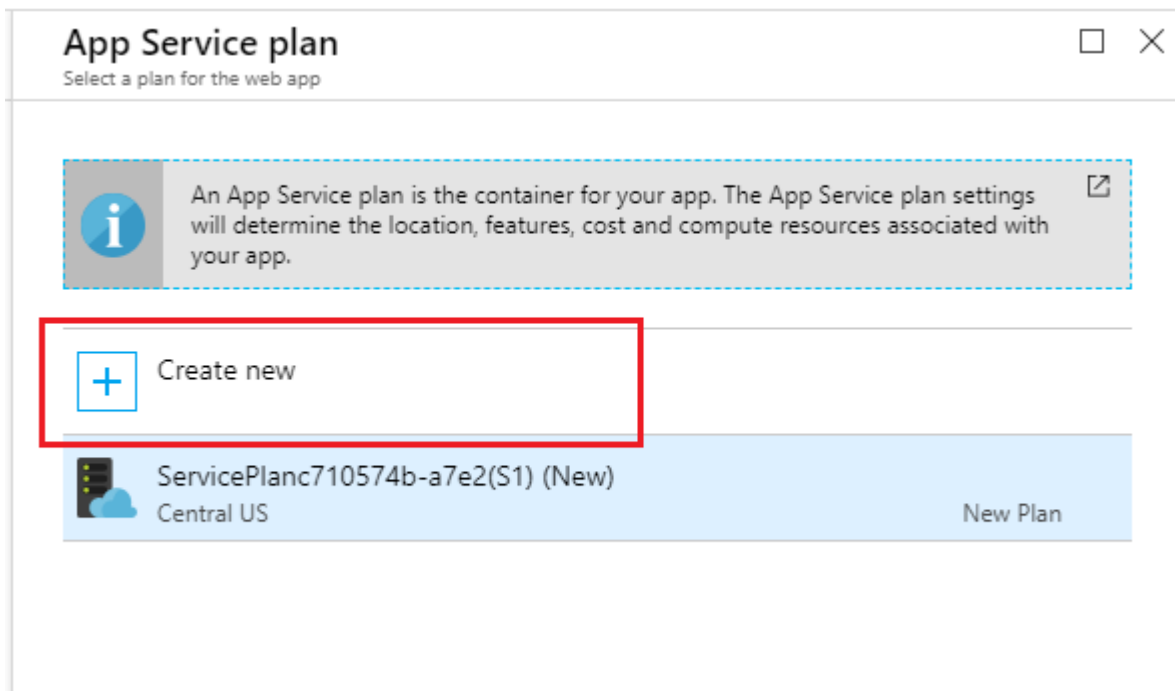 App Service plan
Select a plan for the web app
An App Service plan is the container for your app. The App Service plan settings
will determine the location, features, cost and compute resources associated with
your app.
Create new
ServicePlanc710574b-a7e2(S1) (New)
Central US
New Plan